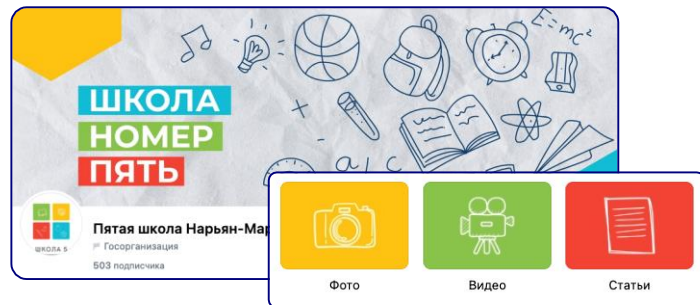 E=mc²
ШКОЛА
НОМЕР
ПЯТЬ
+
-
a/c
ШКОЛА 5
Пятая школа Нарьян-Мар
Госорганизация
503 подписчика
Фото
Видео
Статьи